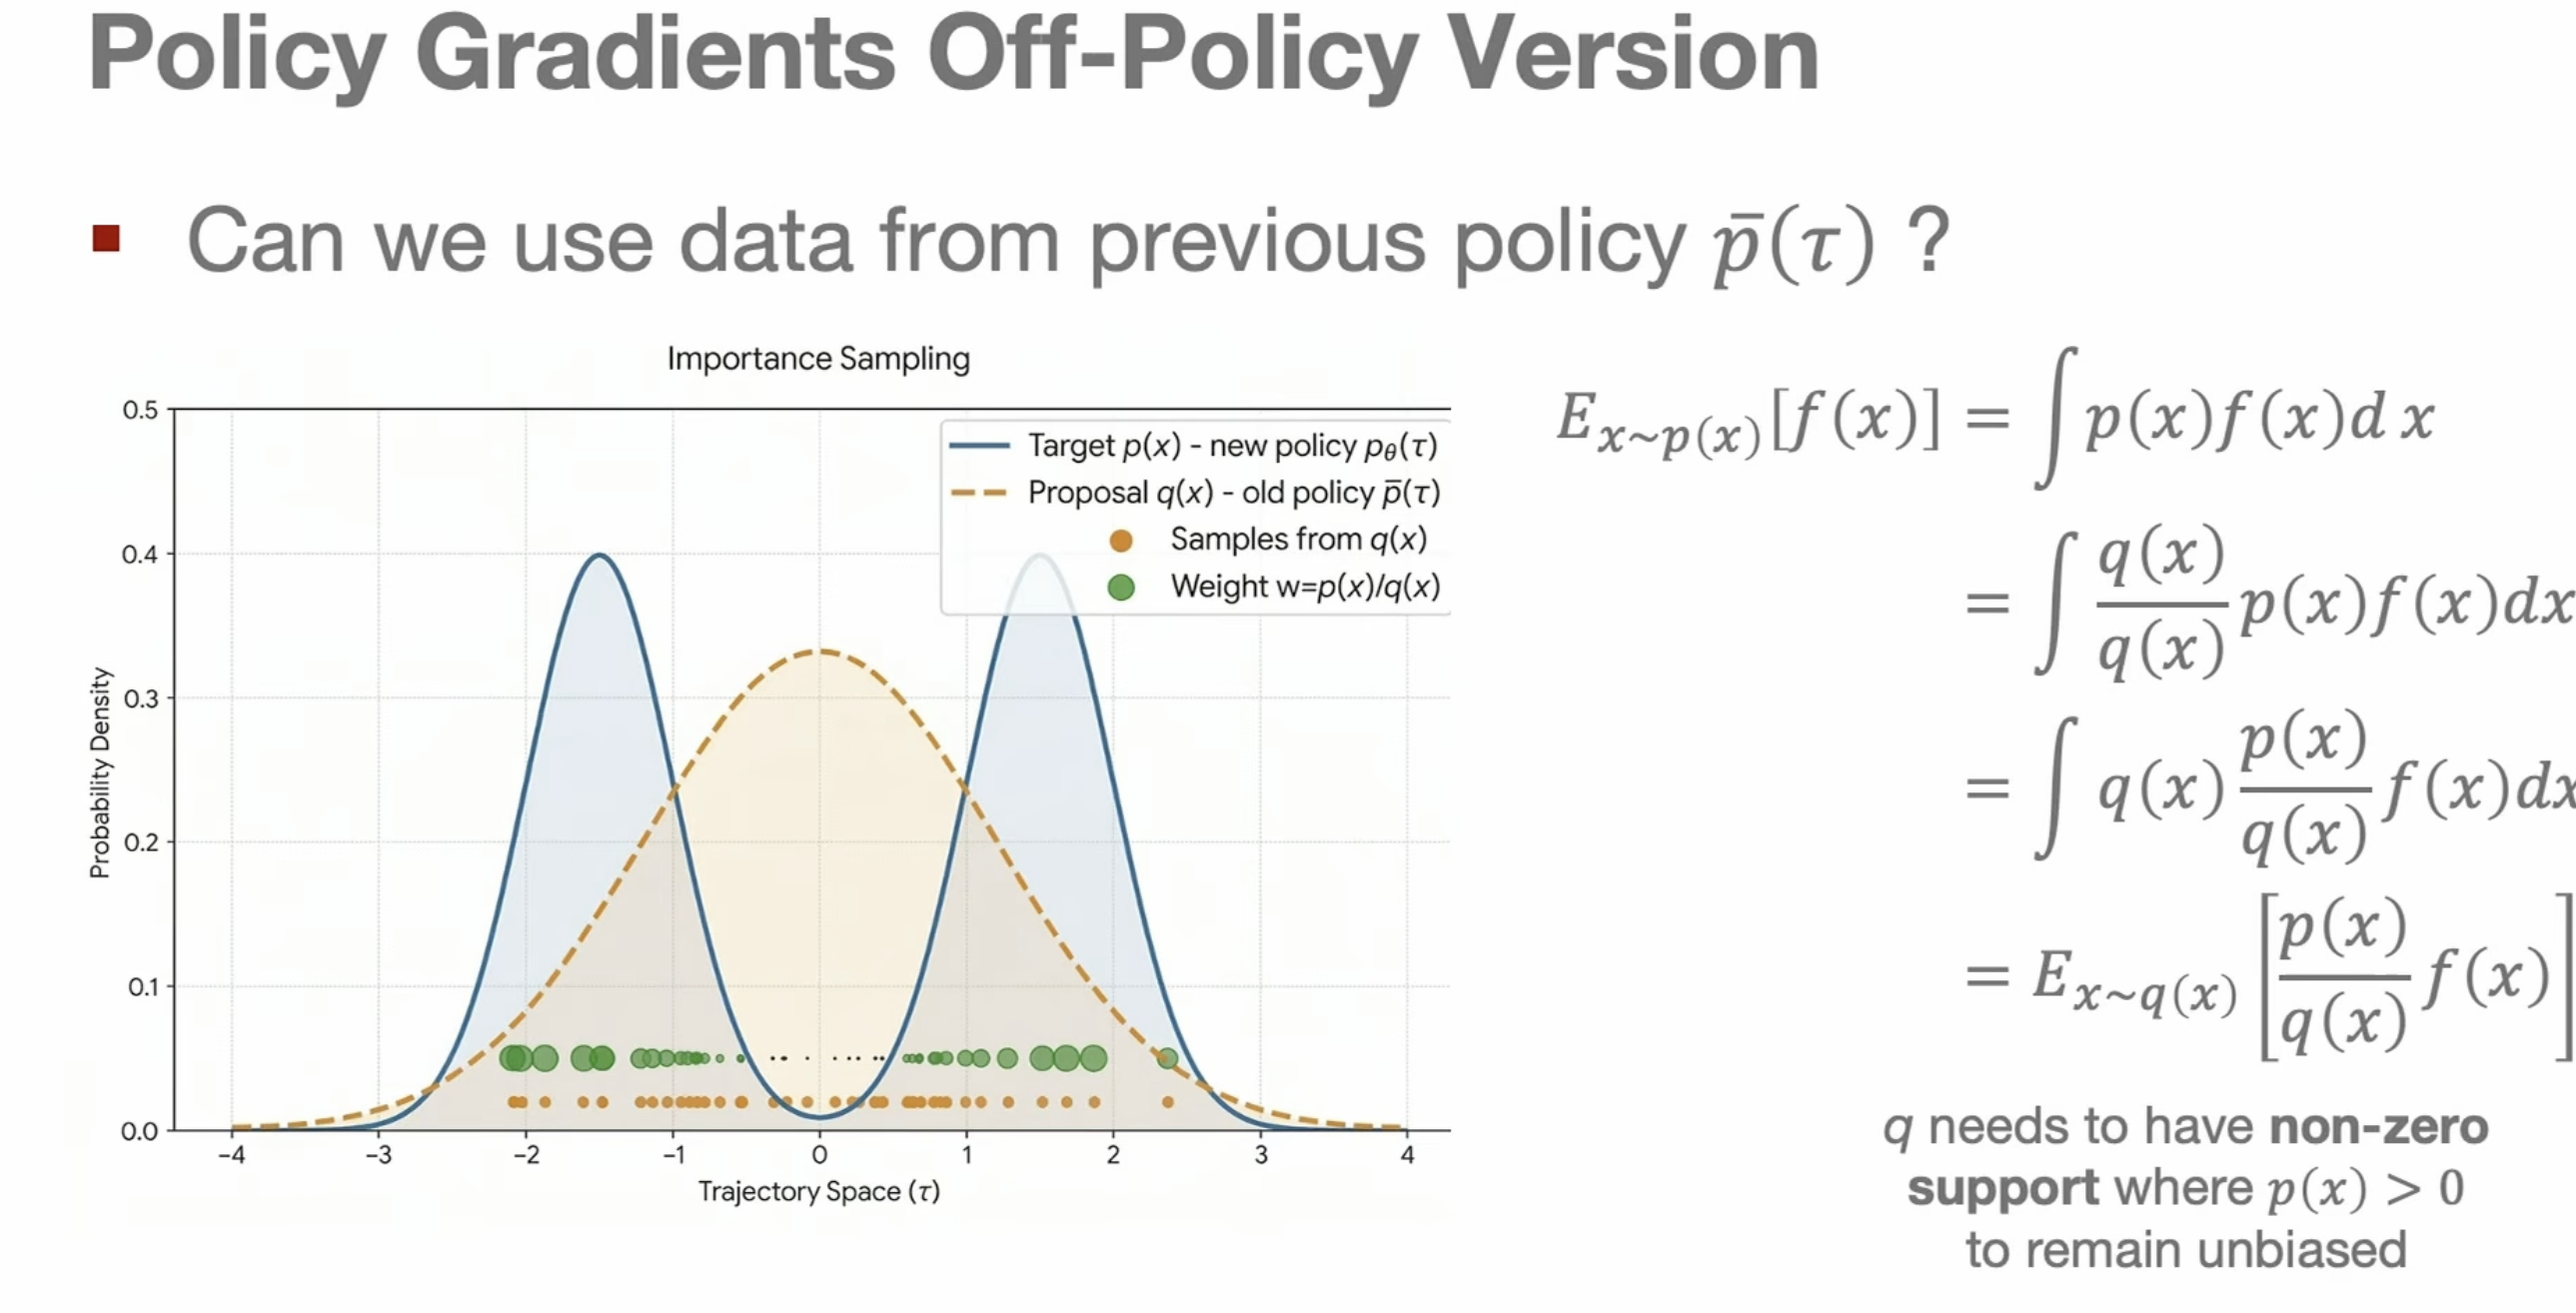 Policy Gradients Off-Policy Version
▪ Can we use data from previous policy p̄(τ) ?
Importance Sampling
0.5
0.4
0.3
0.2
0.1
0.0
Probability Density
−4 −3 −2 −1 0 1 2 3 4
Trajectory Space (τ)
Target p(x) - new policy pθ(τ)
Proposal q(x) - old policy p̄(τ)
Samples from q(x)
Weight w=p(x)/q(x)
E_{x~p(x)}[f(x)] = ∫ p(x)f(x)d x
= ∫ q(x)/q(x) p(x)f(x)dx
= ∫ q(x) p(x)/q(x) f(x)dx
= E_{x~q(x)} [p(x)/q(x) f(x)]
q needs to have non-zero
support where p(x) > 0
to remain unbiased